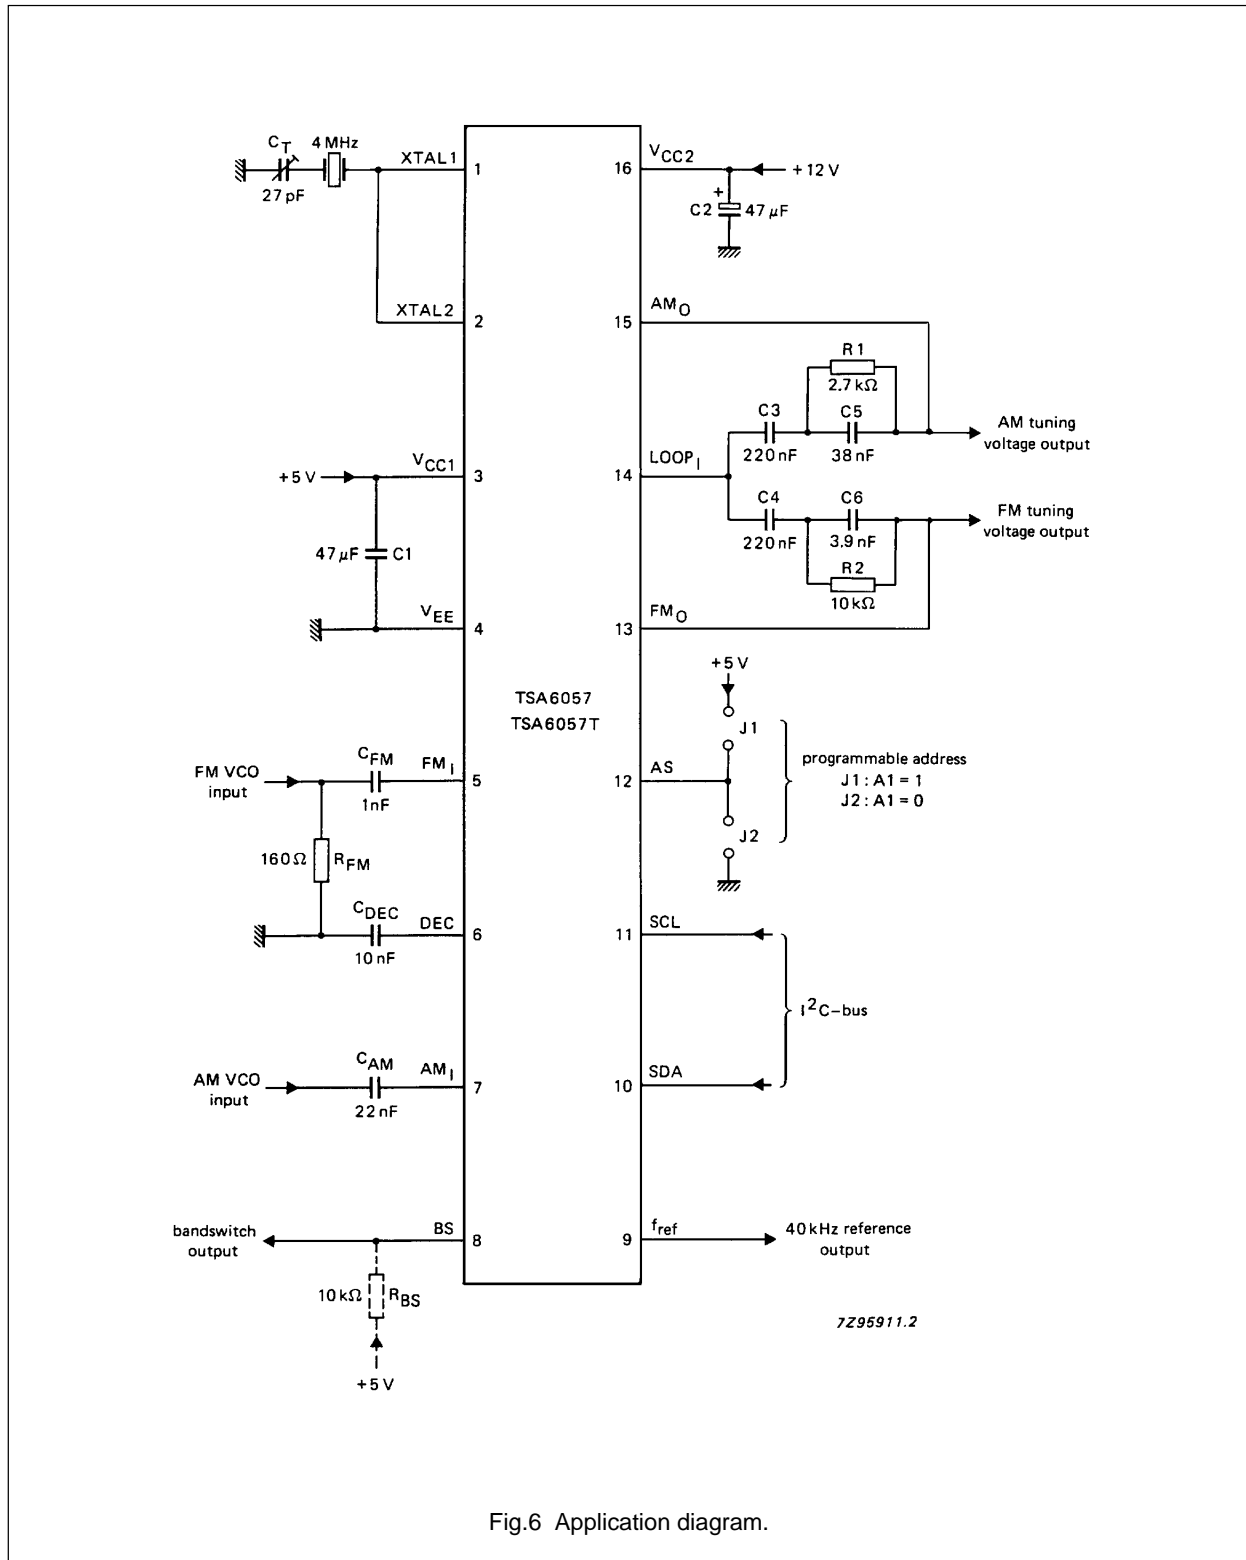 C_T
4 MHz
27 pF
XTAL1
1
XTAL2
2
+5 V
V_CC1
3
47 µF
C1
V_EE
4
TSA6057
TSA6057T
FM VCO
input
C_FM
1 nF
FM_I
5
160 Ω
R_FM
C_DEC
10 nF
DEC
6
AM VCO
input
C_AM
22 nF
AM_I
7
bandswitch
output
BS
8
10 kΩ
R_BS
+5 V
16
V_CC2
+12 V
+
C2
47 µF
15
AM_O
R1
2.7 kΩ
C3
220 nF
C5
38 nF
AM tuning
voltage output
14
LOOP_I
C4
220 nF
C6
3.9 nF
R2
10 kΩ
FM tuning
voltage output
13
FM_O
+5 V
J1
12
AS
programmable address
J1 : A1 = 1
J2 : A1 = 0
J2
11
SCL
I²C-bus
10
SDA
9
f_ref
40 kHz reference
output
7Z95911.2
Fig.6 Application diagram.